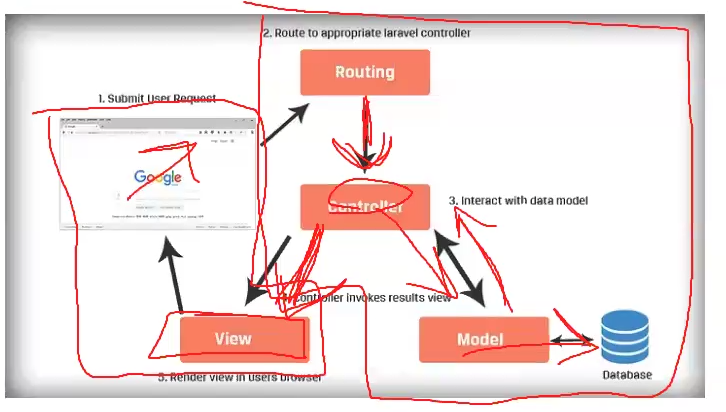 2. Route to appropriate laravel controller
Routing
1. Submit User Request
Google
Controller
3. Interact with data model
Controller invokes results view
View
Model
5. Render view in users browser
Database